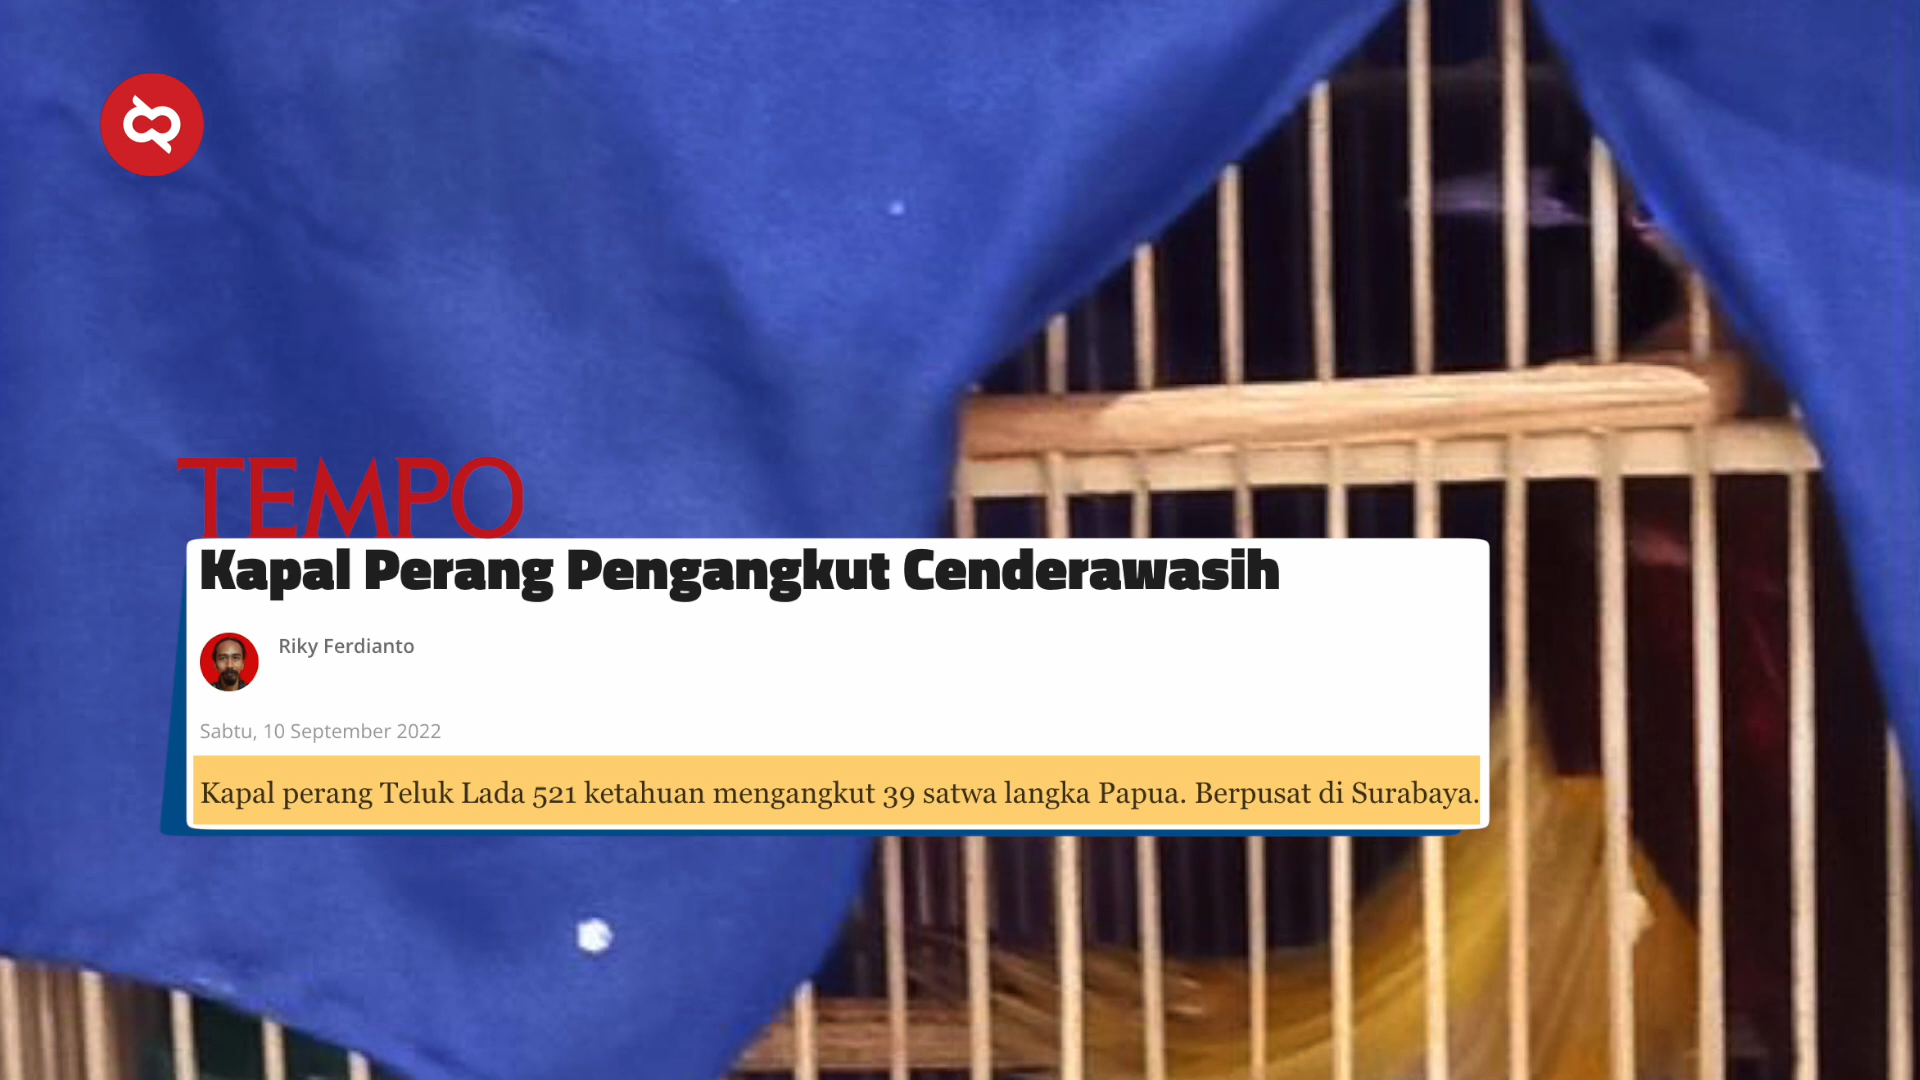 TEMPO
Kapal Perang Pengangkut Cenderawasih
Riky Ferdianto
Sabtu, 10 September 2022
Kapal perang Teluk Lada 521 ketahuan mengangkut 39 satwa langka Papua. Berpusat di Surabaya.